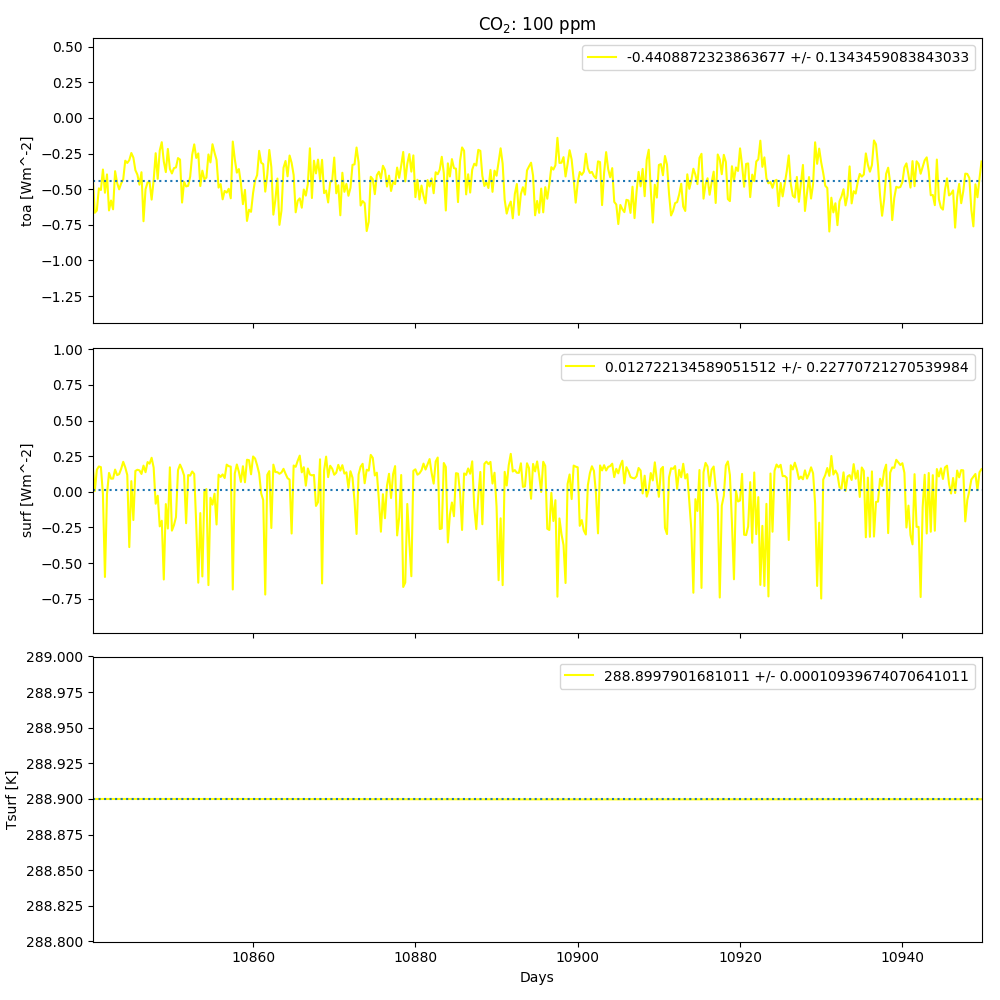 CO₂: 100 ppm
0.50
0.25
0.00
−0.25
−0.50
−0.75
−1.00
−1.25
toa [Wm^-2]
-0.4408872323863677 +/- 0.1343459083843033
1.00
0.75
0.50
0.25
0.00
−0.25
−0.50
−0.75
surf [Wm^-2]
0.012722134589051512 +/- 0.22770721270539984
289.000
288.975
288.950
288.925
288.900
288.875
288.850
288.825
288.800
Tsurf [K]
288.8997901681011 +/- 0.00010939674070641011
10860 10880 10900 10920 10940
Days